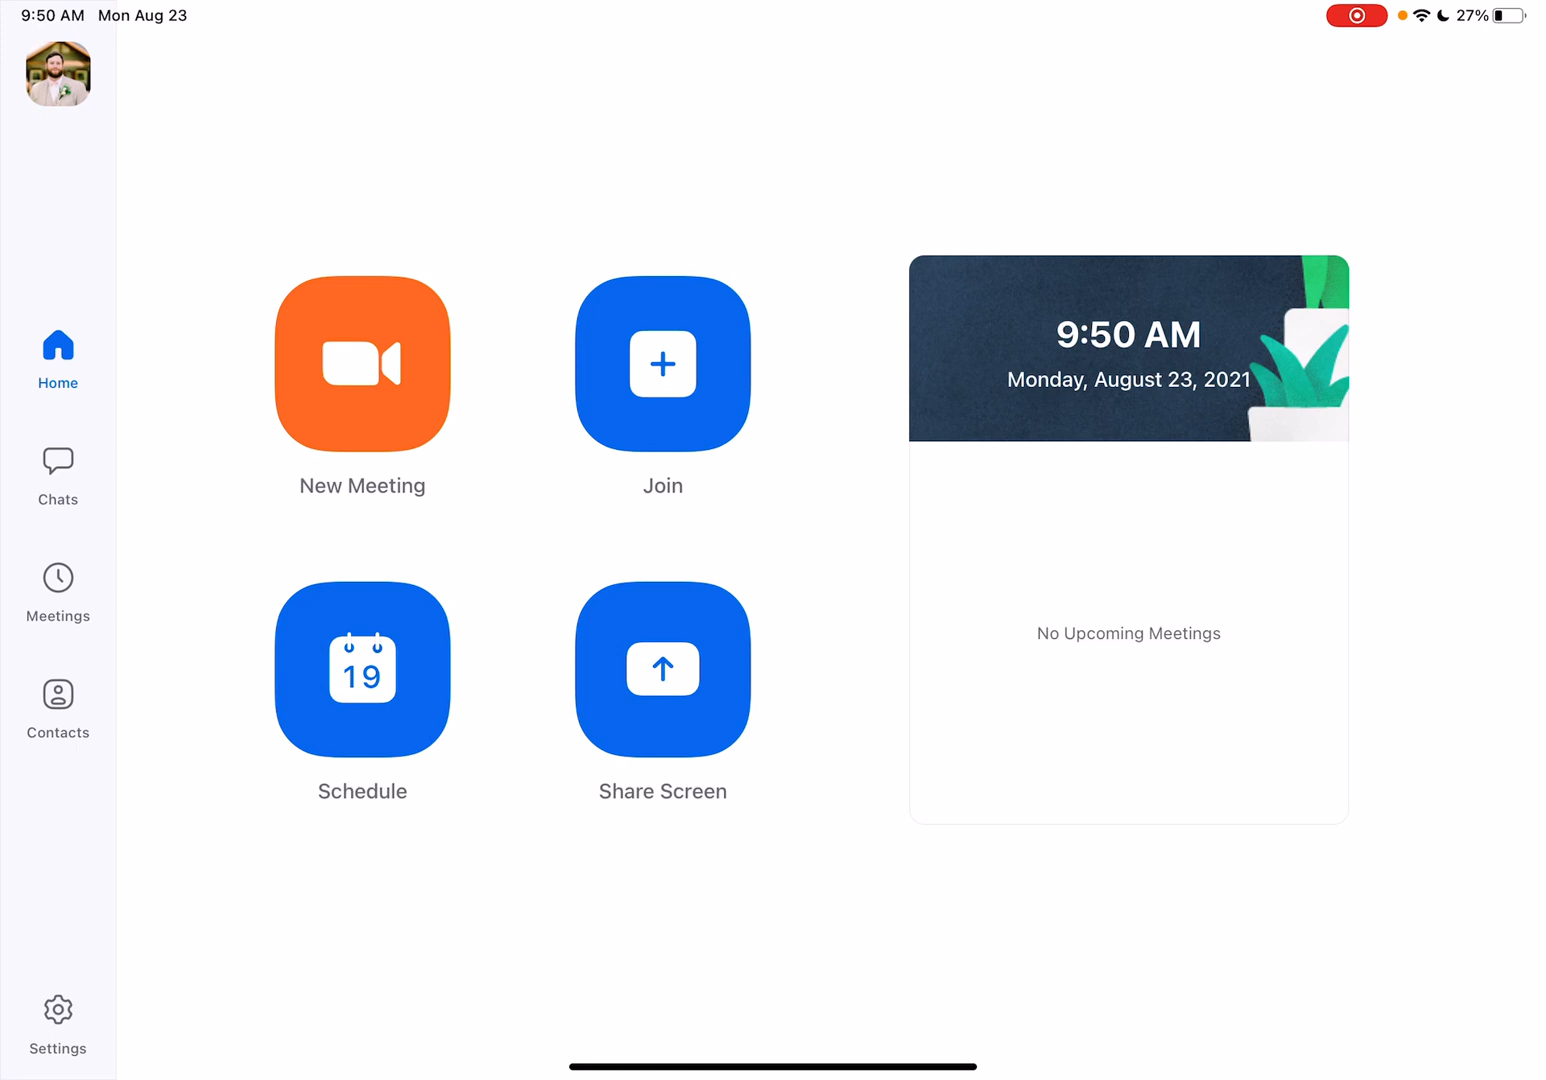 9:50 AM Mon Aug 23
27%
Home
Chats
Meetings
Contacts
Settings
New Meeting
Join
19
Schedule
Share Screen
9:50 AM
Monday, August 23, 2021
No Upcoming Meetings